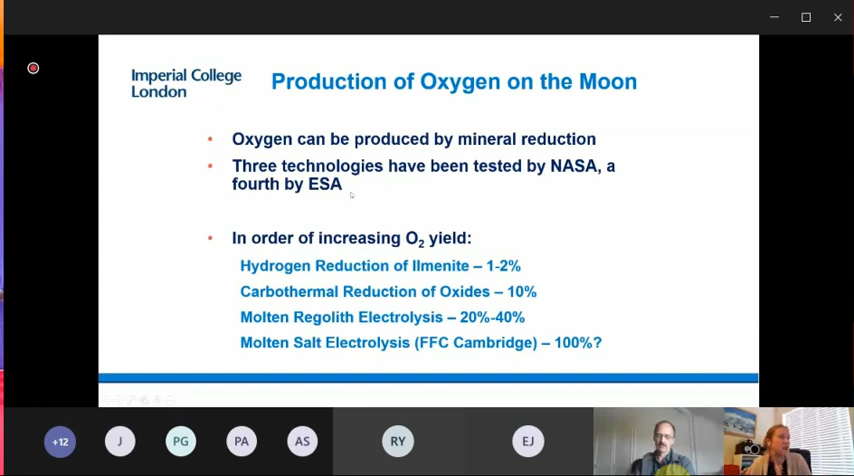 Imperial College
London
Production of Oxygen on the Moon
• Oxygen can be produced by mineral reduction
• Three technologies have been tested by NASA, a
fourth by ESA
• In order of increasing O₂ yield:
Hydrogen Reduction of Ilmenite – 1-2%
Carbothermal Reduction of Oxides – 10%
Molten Regolith Electrolysis – 20%-40%
Molten Salt Electrolysis (FFC Cambridge) – 100%?
+12
J
PG
PA
AS
RY
EJ